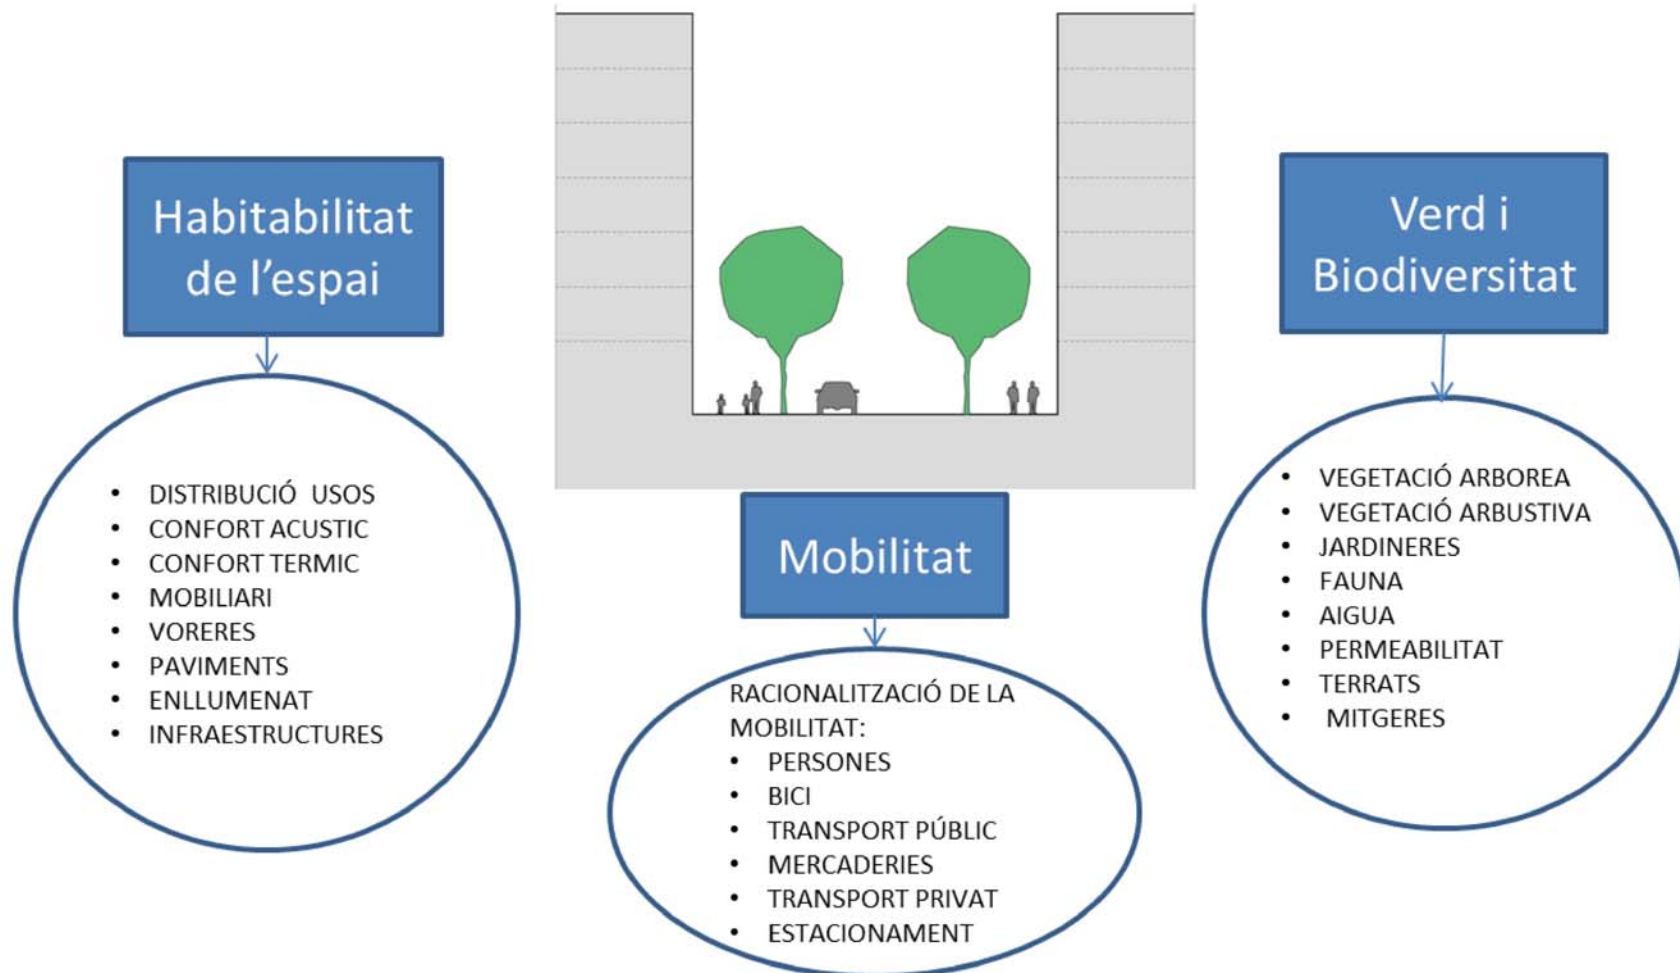 Habitabilitat
de l'espai
• DISTRIBUCIÓ USOS
• CONFORT ACUSTIC
• CONFORT TERMIC
• MOBILIARI
• VORERES
• PAVIMENTS
• ENLLUMENAT
• INFRAESTRUCTURES
Mobilitat
RACIONALITZACIÓ DE LA
MOBILITAT:
• PERSONES
• BICI
• TRANSPORT PÚBLIC
• MERCADERIES
• TRANSPORT PRIVAT
• ESTACIONAMENT
Verd i
Biodiversitat
• VEGETACIÓ ARBOREA
• VEGETACIÓ ARBUSTIVA
• JARDINERES
• FAUNA
• AIGUA
• PERMEABILITAT
• TERRATS
• MITGERES